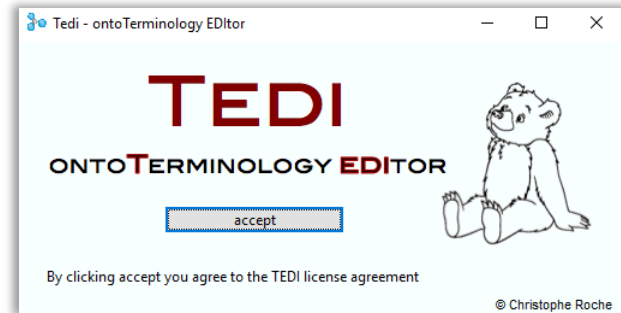 Tedi - ontoTerminology EDItor
TEDI
ONTOTERMINOLOGY EDITOR
accept
By clicking accept you agree to the TEDI license agreement
© Christophe Roche